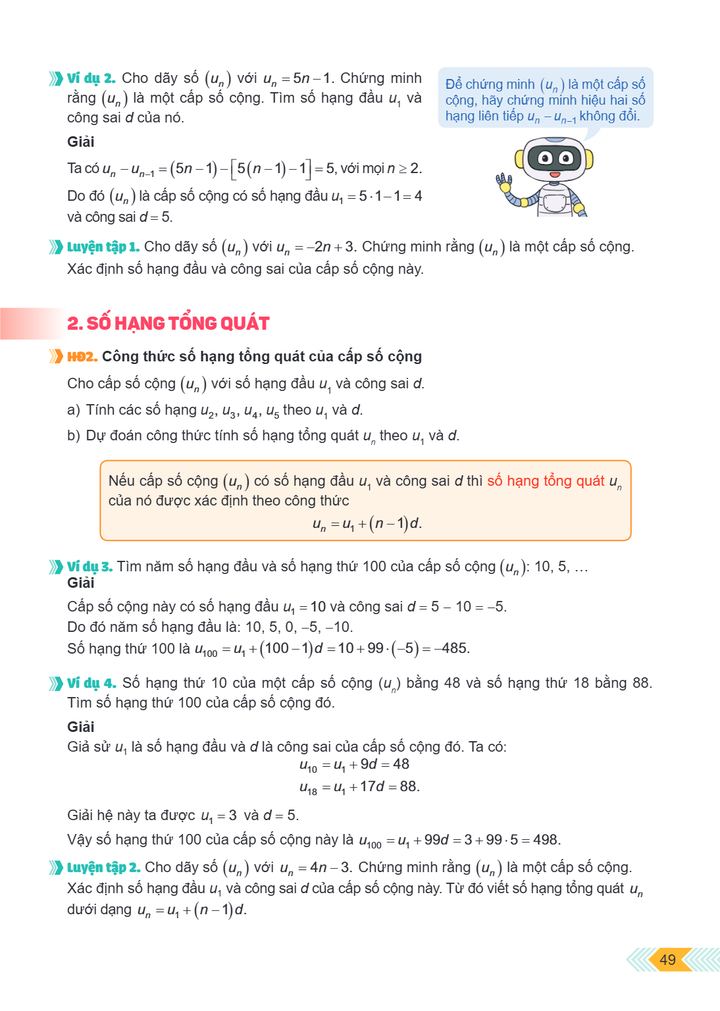 Ví dụ 2. Cho dãy số (uₙ) với uₙ = 5n − 1. Chứng minh
rằng (uₙ) là một cấp số cộng. Tìm số hạng đầu u₁ và
công sai d của nó.
Để chứng minh (uₙ) là một cấp số
cộng, hãy chứng minh hiệu hai số
hạng liên tiếp uₙ − uₙ₋₁ không đổi.
Giải
Ta có uₙ − uₙ₋₁ = (5n − 1) − [5(n − 1) − 1] = 5, với mọi n ≥ 2.
Do đó (uₙ) là cấp số cộng có số hạng đầu u₁ = 5 · 1 − 1 = 4
và công sai d = 5.
Luyện tập 1. Cho dãy số (uₙ) với uₙ = −2n + 3. Chứng minh rằng (uₙ) là một cấp số cộng.
Xác định số hạng đầu và công sai của cấp số cộng này.
2. SỐ HẠNG TỔNG QUÁT
HĐ2. Công thức số hạng tổng quát của cấp số cộng
Cho cấp số cộng (uₙ) với số hạng đầu u₁ và công sai d.
a) Tính các số hạng u₂, u₃, u₄, u₅ theo u₁ và d.
b) Dự đoán công thức tính số hạng tổng quát uₙ theo u₁ và d.
Nếu cấp số cộng (uₙ) có số hạng đầu u₁ và công sai d thì số hạng tổng quát uₙ
của nó được xác định theo công thức
uₙ = u₁ + (n − 1)d.
Ví dụ 3. Tìm năm số hạng đầu và số hạng thứ 100 của cấp số cộng (uₙ): 10, 5, …
Giải
Cấp số cộng này có số hạng đầu u₁ = 10 và công sai d = 5 − 10 = −5.
Do đó năm số hạng đầu là: 10, 5, 0, −5, −10.
Số hạng thứ 100 là u₁₀₀ = u₁ + (100 − 1)d = 10 + 99 · (−5) = −485.
Ví dụ 4. Số hạng thứ 10 của một cấp số cộng (uₙ) bằng 48 và số hạng thứ 18 bằng 88.
Tìm số hạng thứ 100 của cấp số cộng đó.
Giải
Giả sử u₁ là số hạng đầu và d là công sai của cấp số cộng đó. Ta có:
u₁₀ = u₁ + 9d = 48
u₁₈ = u₁ + 17d = 88.
Giải hệ này ta được u₁ = 3 và d = 5.
Vậy số hạng thứ 100 của cấp số cộng này là u₁₀₀ = u₁ + 99d = 3 + 99 · 5 = 498.
Luyện tập 2. Cho dãy số (uₙ) với uₙ = 4n − 3. Chứng minh rằng (uₙ) là một cấp số cộng.
Xác định số hạng đầu u₁ và công sai d của cấp số cộng này. Từ đó viết số hạng tổng quát uₙ
dưới dạng uₙ = u₁ + (n − 1)d.
49